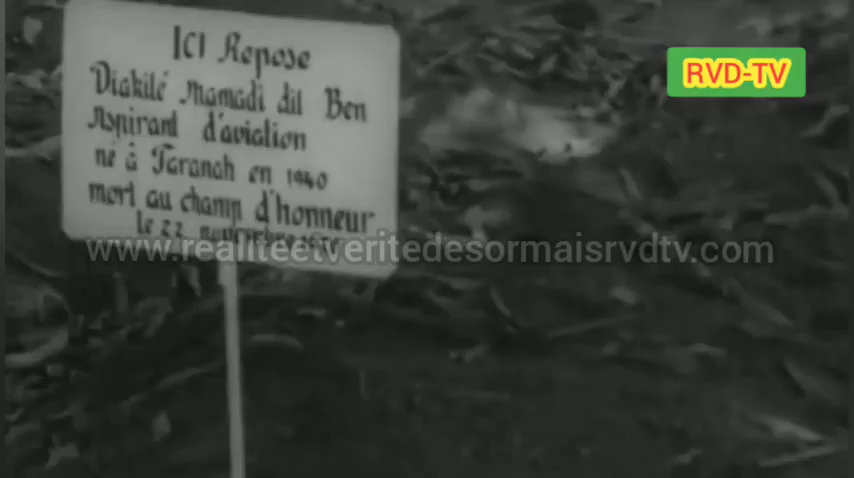 Ici Repose
Diakilé Mamadi dit Ben
Aspirant d'aviation
né à Faranah en 1940
mort au champ d'honneur
le 22 novembre
RVD-TV
www.realiteetveritedesormaisrvdtv.com